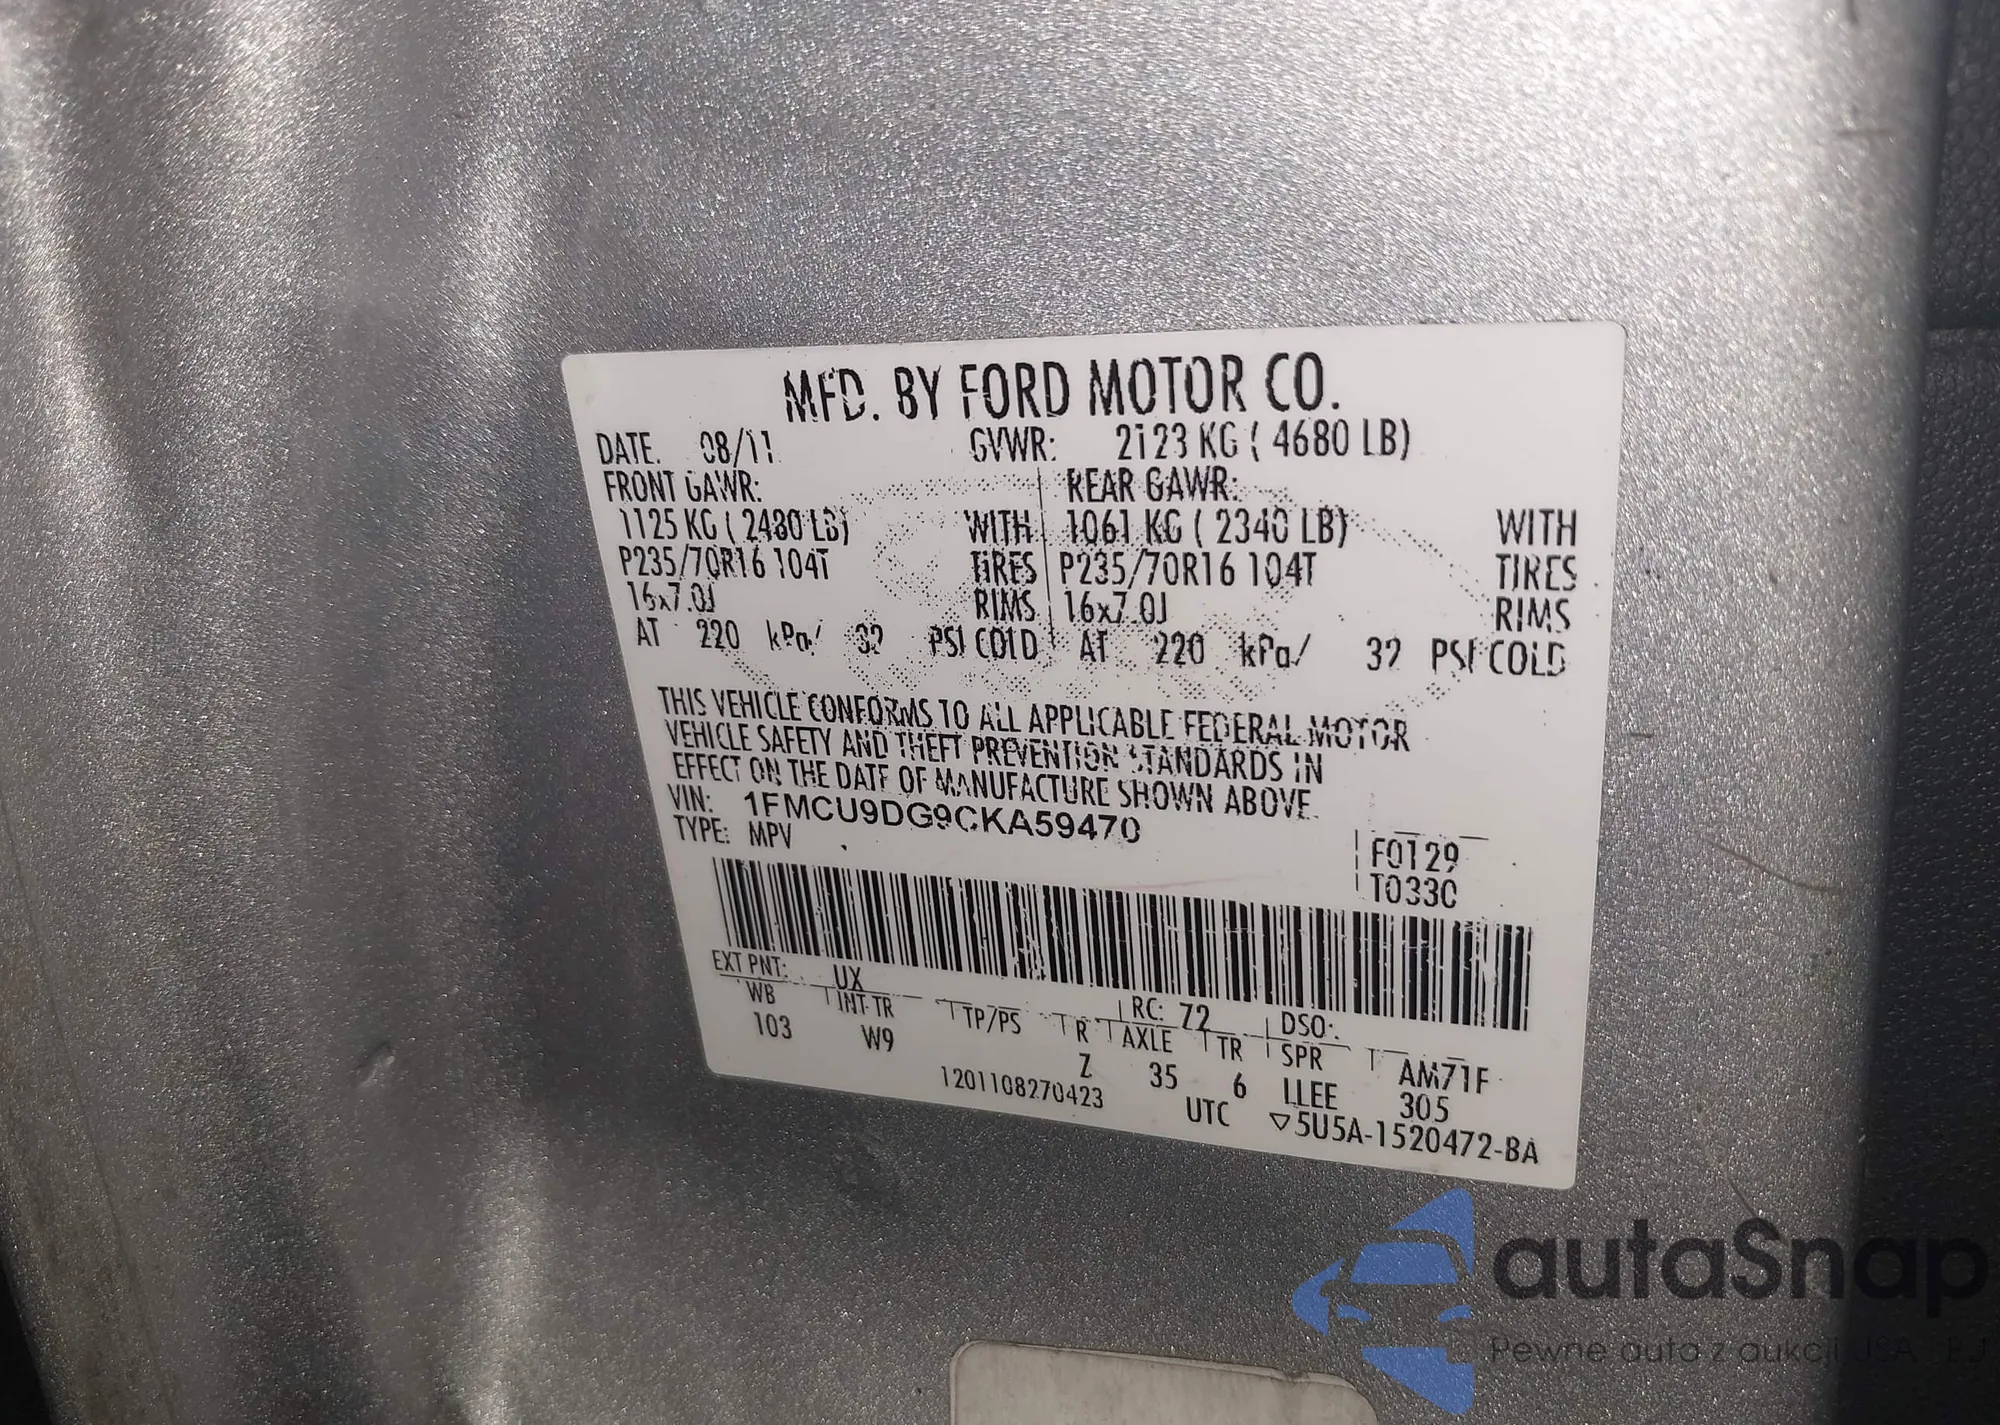 MFD. BY FORD MOTOR CO.
DATE. 08/11 GVWR: 2123 KG ( 4680 LB)
FRONT GAWR: REAR GAWR:
1125 KG ( 2480 LB) WITH 1061 KG ( 2340 LB) WITH
P235/70R16 104T TIRES P235/70R16 104T TIRES
16x7.0J RIMS 16x7.0J RIMS
AT 220 kPa/ 32 PSI COLD AT 220 kPa/ 32 PSI COLD
THIS VEHICLE CONFORMS TO ALL APPLICABLE FEDERAL MOTOR
VEHICLE SAFETY AND THEFT PREVENTION STANDARDS IN
EFFECT ON THE DATE OF MANUFACTURE SHOWN ABOVE.
VIN: 1FMCU9DG9CKA59470
TYPE: MPV
F0129
T0330
EXT PNT: UX RC: 72 DSO:
WB INT TR TP/PS R AXLE TR SPR AM71F
103 W9 Z 35 6 LLEE 305
1201108270423 UTC ▽5U5A-1520472-BA
autaSnap
Pewne auto z aukcji USA